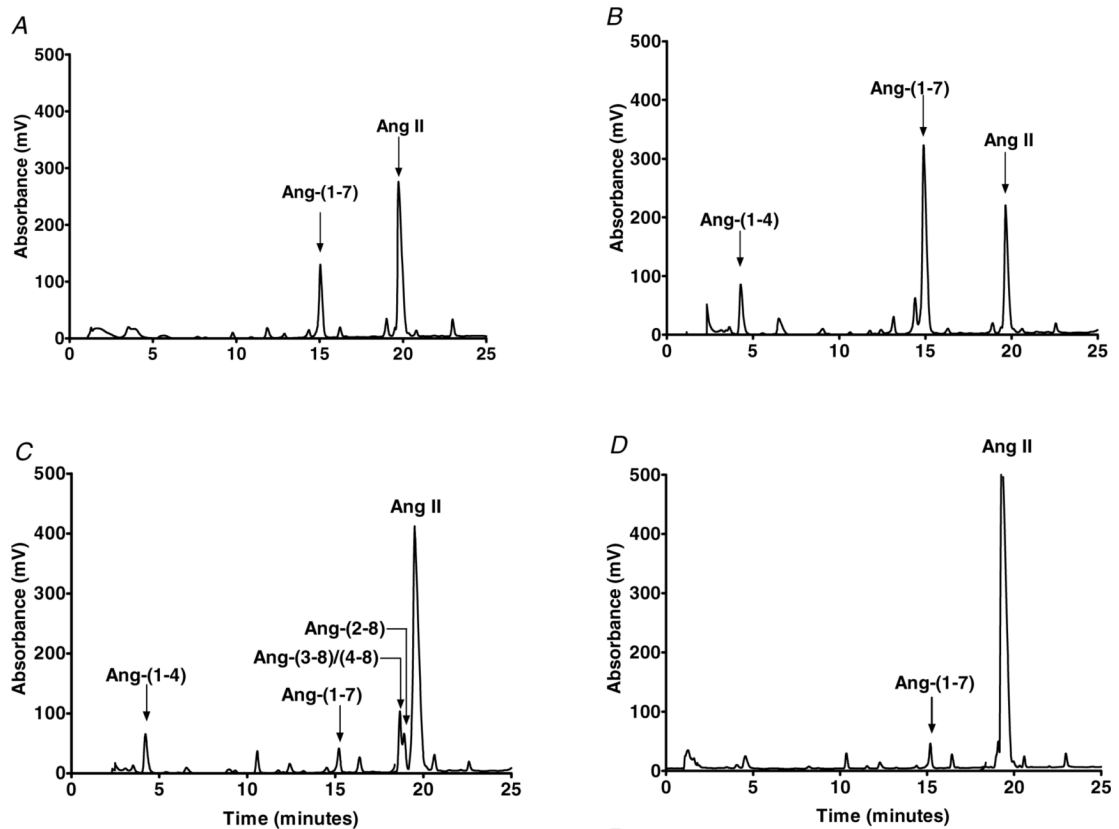 A
500
400
300
200
100
0
Absorbance (mV)
Ang II
Ang-(1-7)
0 5 10 15 20 25
B
500
400
300
200
100
0
Absorbance (mV)
Ang-(1-7)
Ang II
Ang-(1-4)
0 5 10 15 20 25
C
500
400
300
200
100
0
Absorbance (mV)
Ang II
Ang-(2-8)
Ang-(3-8)/(4-8)
Ang-(1-4)
Ang-(1-7)
0 5 10 15 20 25
Time (minutes)
D
Ang II
500
400
300
200
100
0
Absorbance (mV)
Ang-(1-7)
0 5 10 15 20 25
Time (minutes)